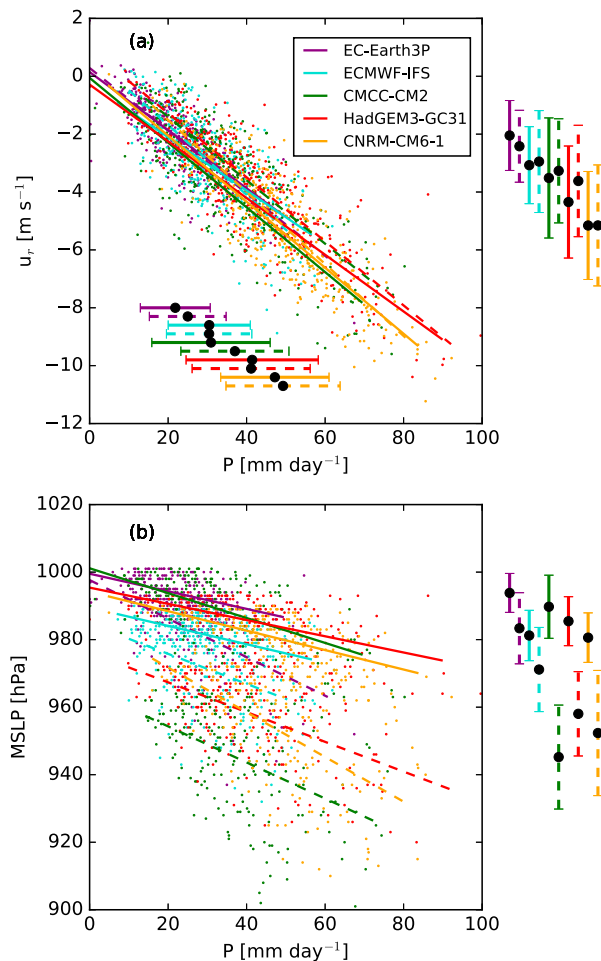 (a)
EC-Earth3P
ECMWF-IFS
CMCC-CM2
HadGEM3-GC31
CNRM-CM6-1
2
0
−2
−4
−6
−8
−10
−12
uᵣ [m s⁻¹]
0 20 40 60 80 100
P [mm day⁻¹]
(b)
1020
1000
980
960
940
920
900
MSLP [hPa]
0 20 40 60 80 100
P [mm day⁻¹]